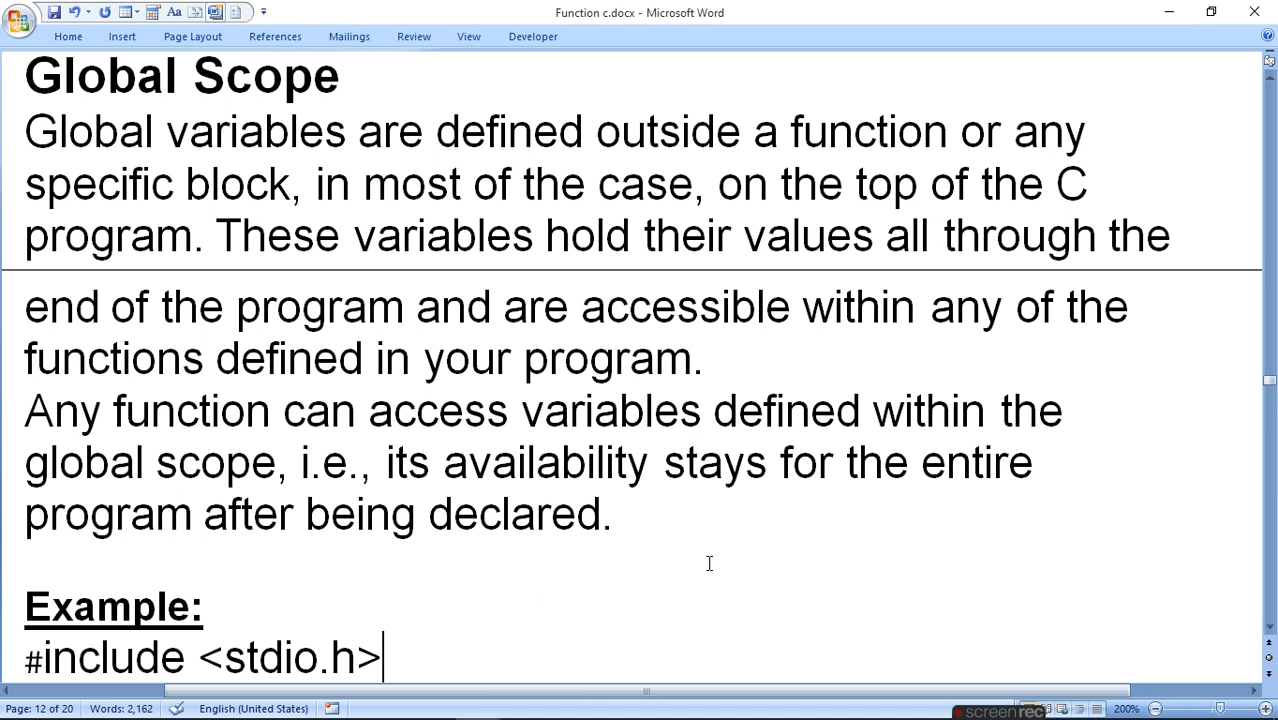 Function c.docx - Microsoft Word
Home Insert Page Layout References Mailings Review View Developer
Global Scope
Global variables are defined outside a function or any
specific block, in most of the case, on the top of the C
program. These variables hold their values all through the
end of the program and are accessible within any of the
functions defined in your program.
Any function can access variables defined within the
global scope, i.e., its availability stays for the entire
program after being declared.
Example:
#include <stdio.h>
Page: 12 of 20 Words: 2,162 English (United States) screenrec 200%